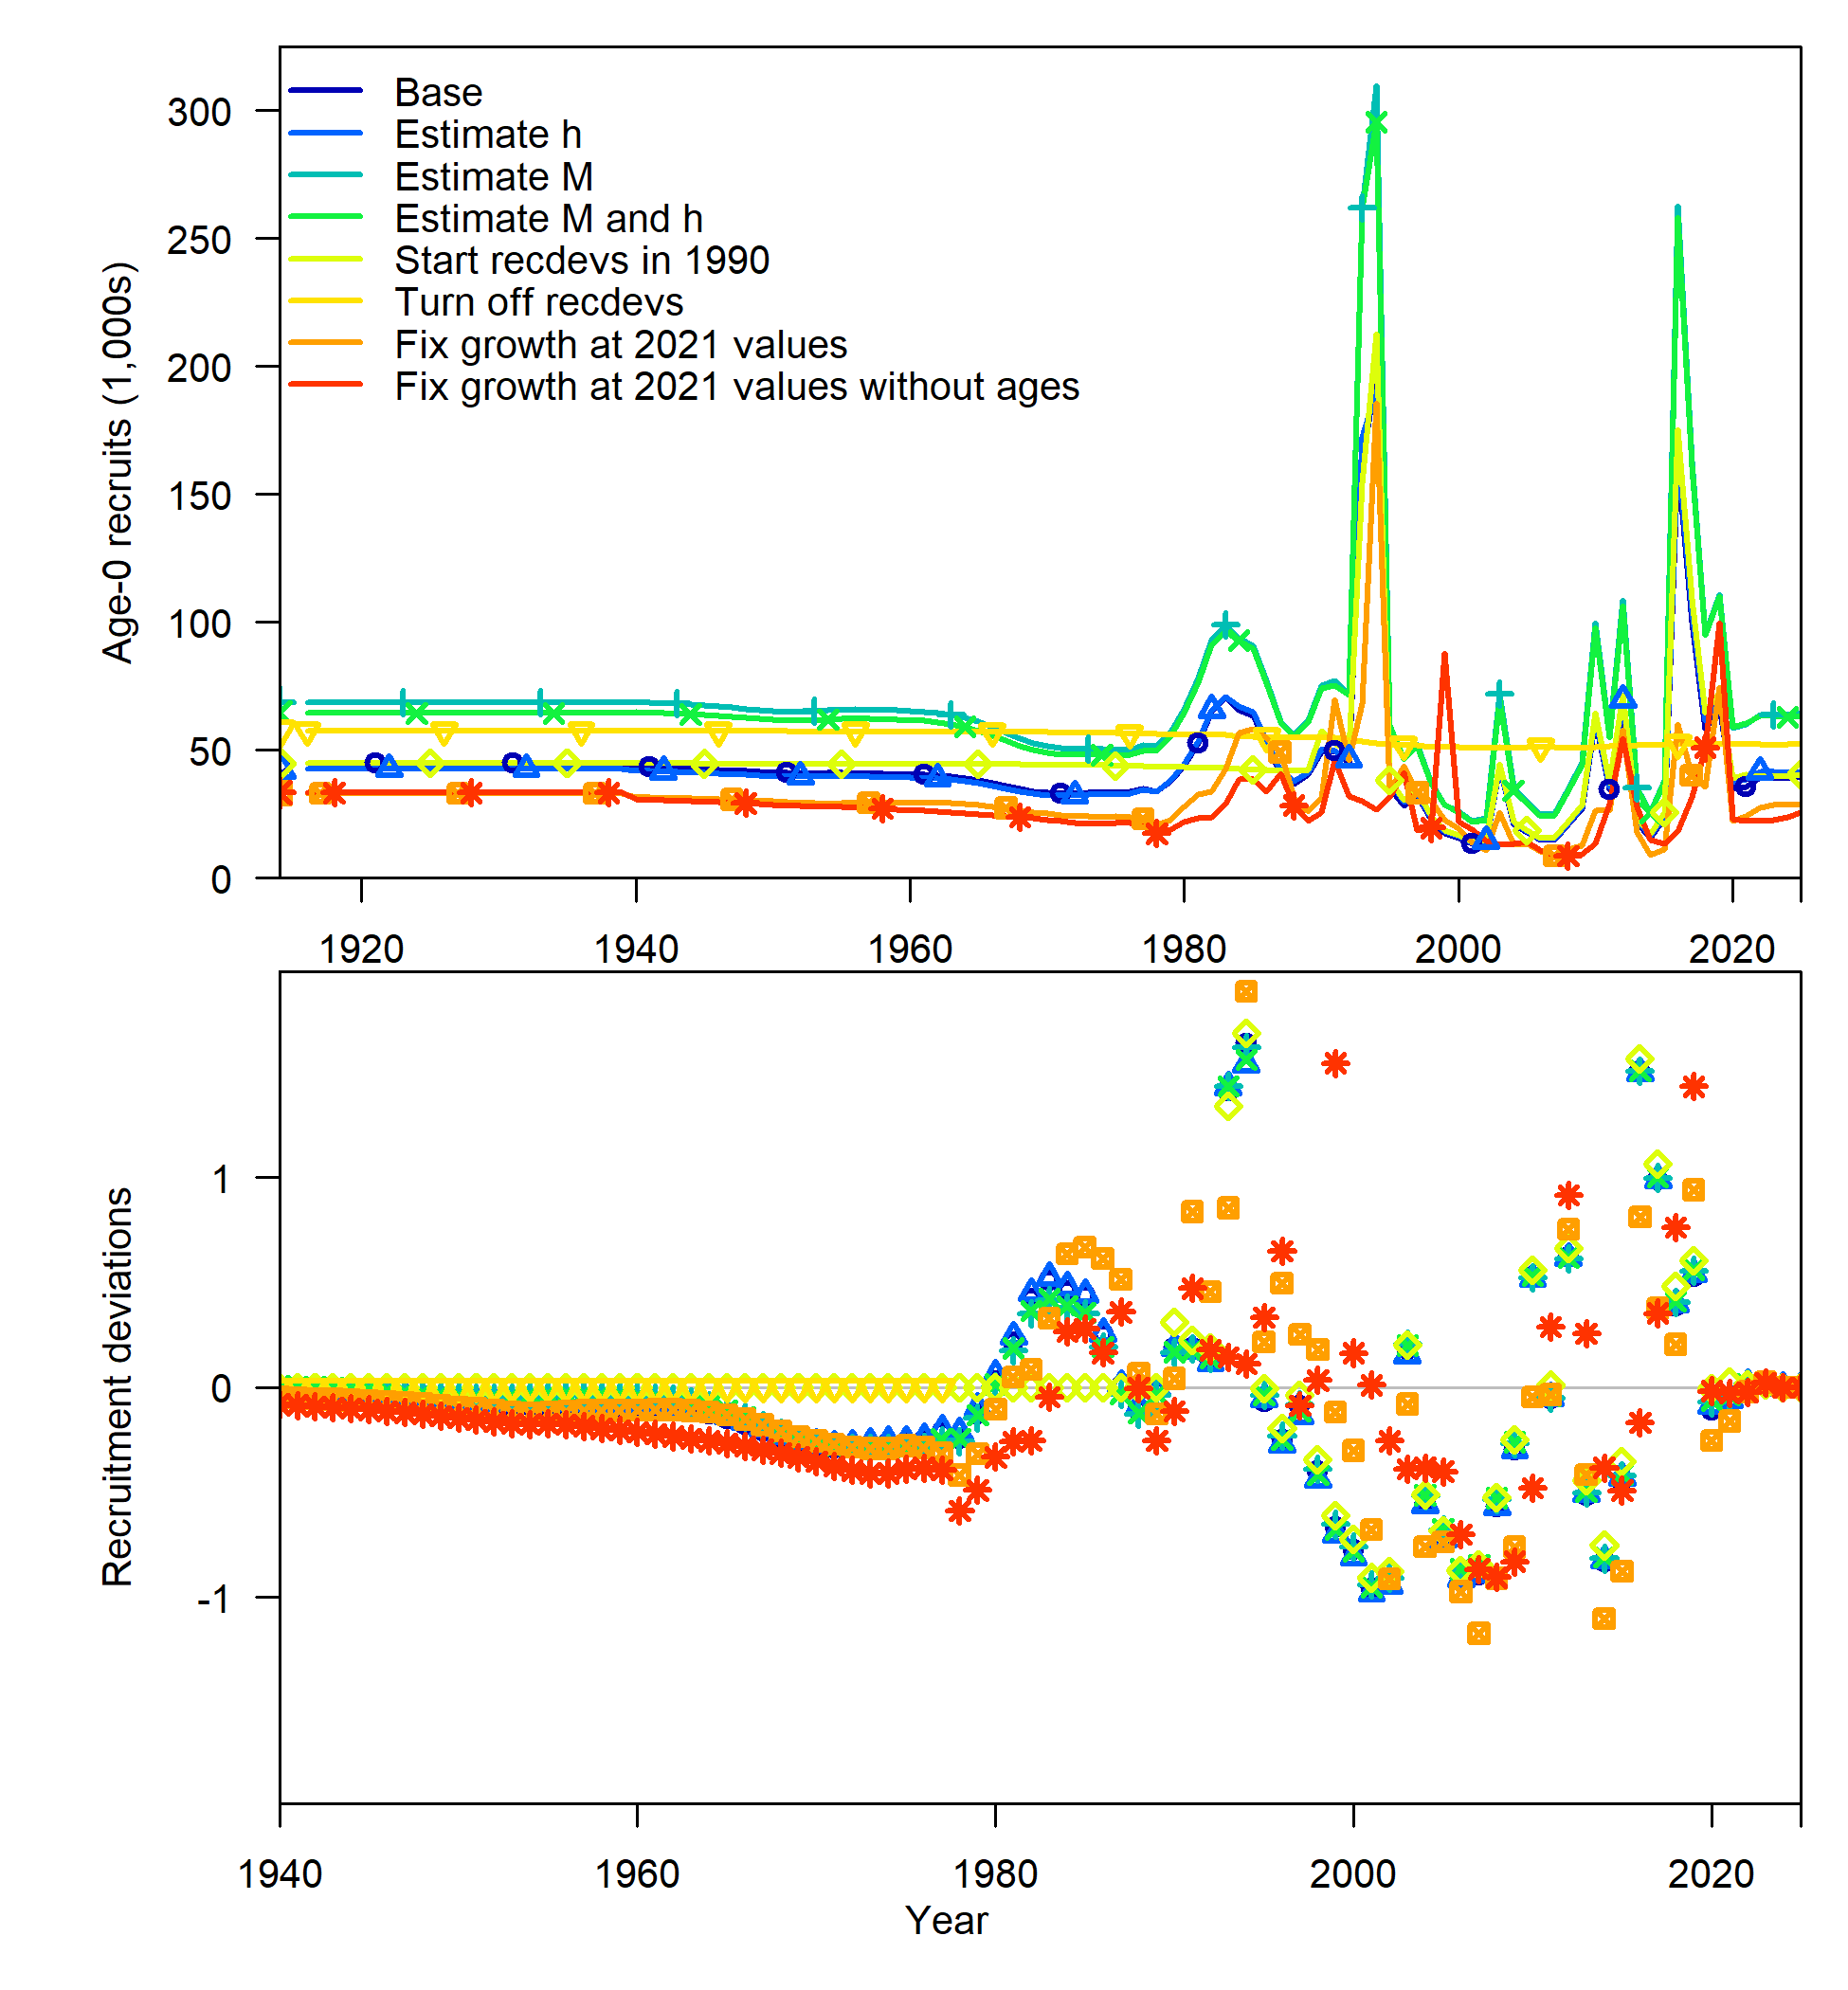 Age-0 recruits (1,000s)
300
250
200
150
100
50
0
Base
Estimate h
Estimate M
Estimate M and h
Start recdevs in 1990
Turn off recdevs
Fix growth at 2021 values
Fix growth at 2021 values without ages
1920 1940 1960 1980 2000 2020
Recruitment deviations
1
0
-1
1940 1960 1980 2000 2020
Year